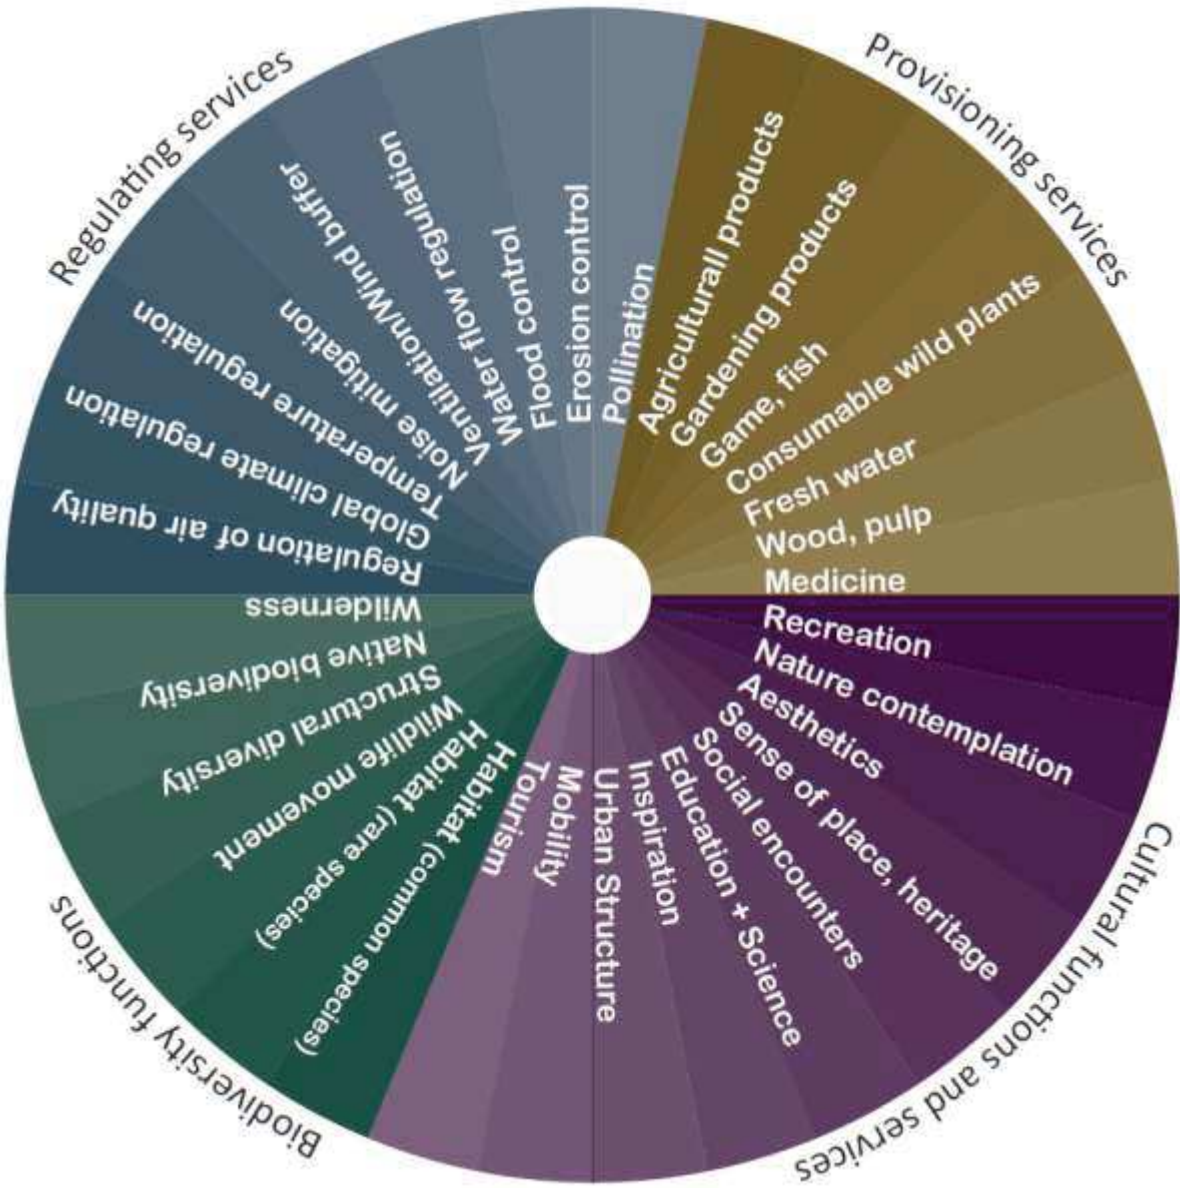 Provisioning services
Agriculturall products
Gardening products
Game, fish
Consumable wild plants
Fresh water
Wood, pulp
Medicine
Cultural functions and services
Recreation
Nature contemplation
Aesthetics
Sense of place, heritage
Social encounters
Education + Science
Inspiration
Urban Structure
Mobility
Tourism
Biodiversity functions
Habitat (common species)
Habitat (rare species)
Wildlife movement
Structural diversity
Native biodiversity
Wilderness
Regulating services
Regulation of air quality
Global climate regulation
Temperature regulation
Noise mitigation
Ventilation/Wind buffer
Water flow regulation
Flood control
Erosion control
Pollination